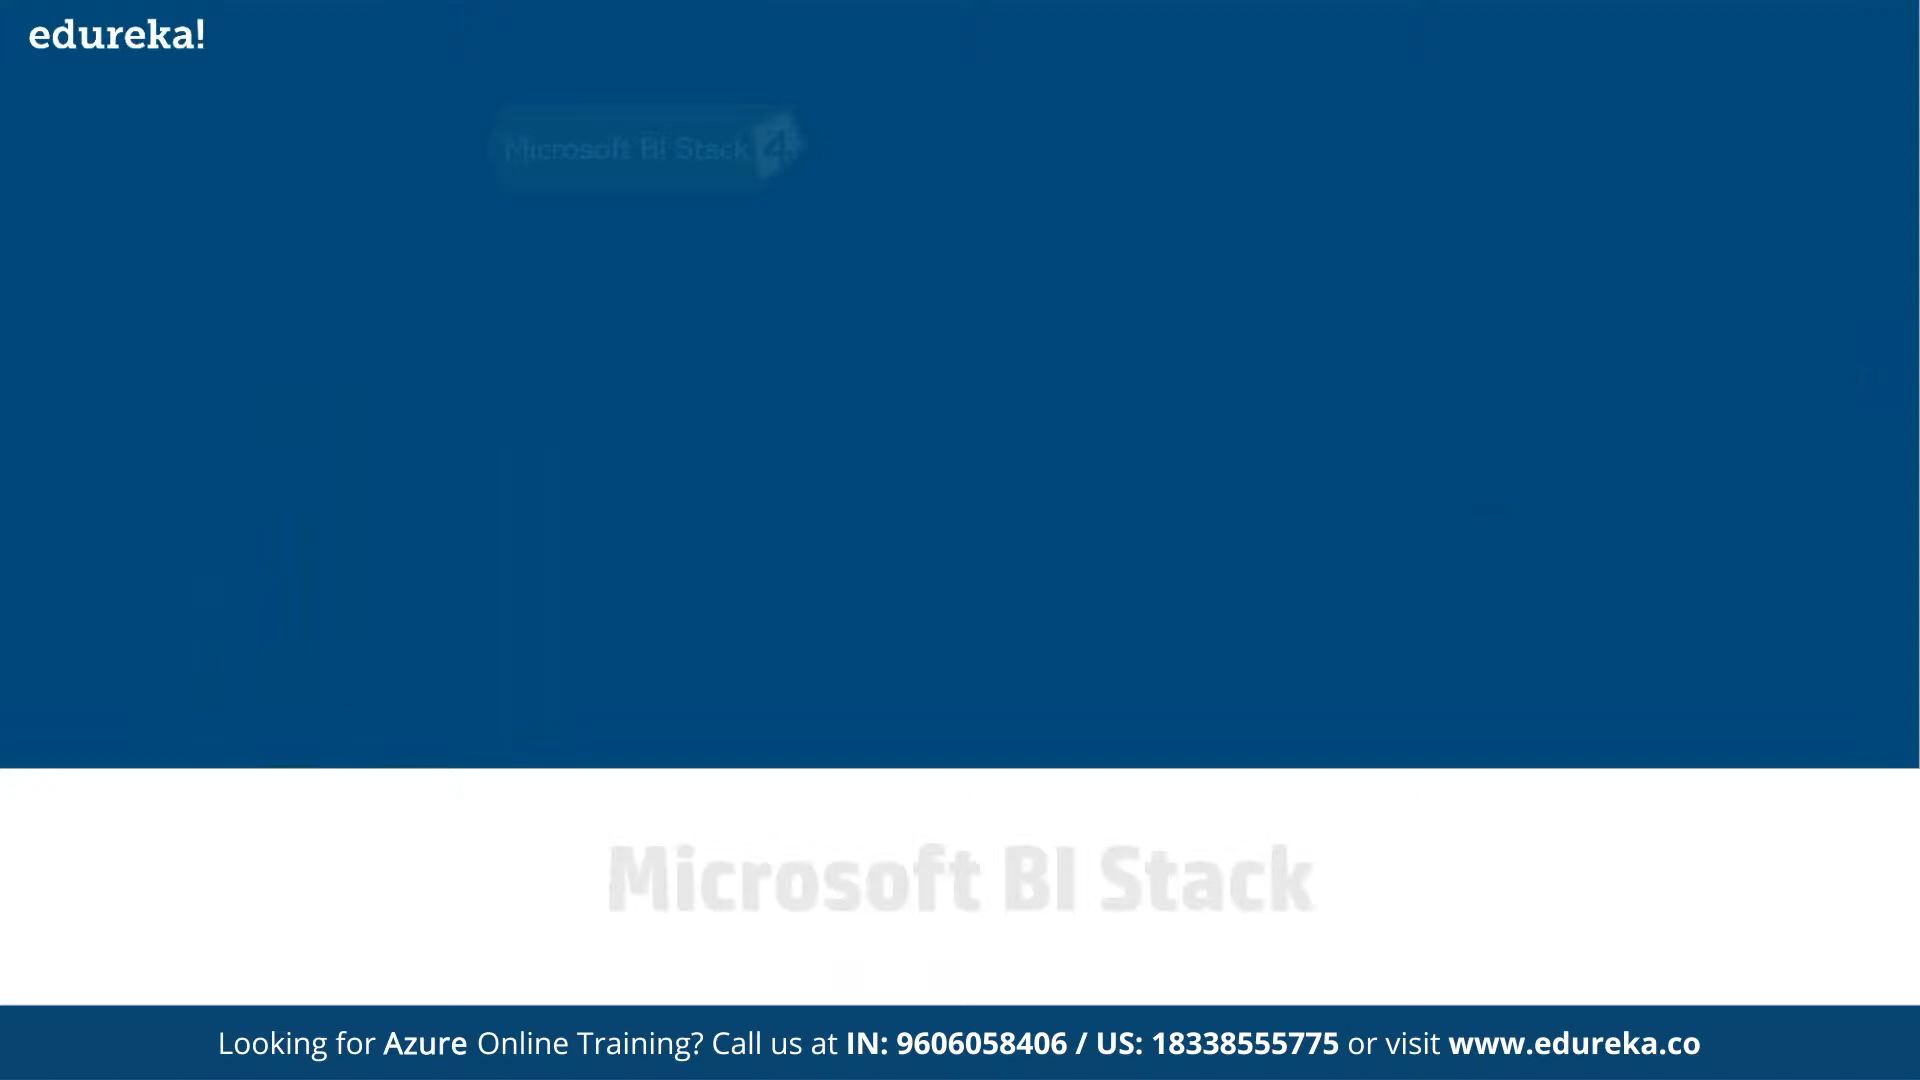 edureka!
Microsoft BI Stack 4
Microsoft BI Stack
Looking for Azure Online Training? Call us at IN: 9606058406 / US: 18338555775 or visit www.edureka.co